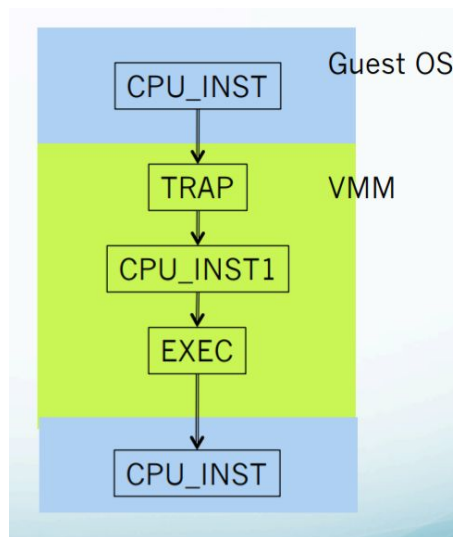 Guest OS
CPU_INST
TRAP
VMM
CPU_INST1
EXEC
CPU_INST